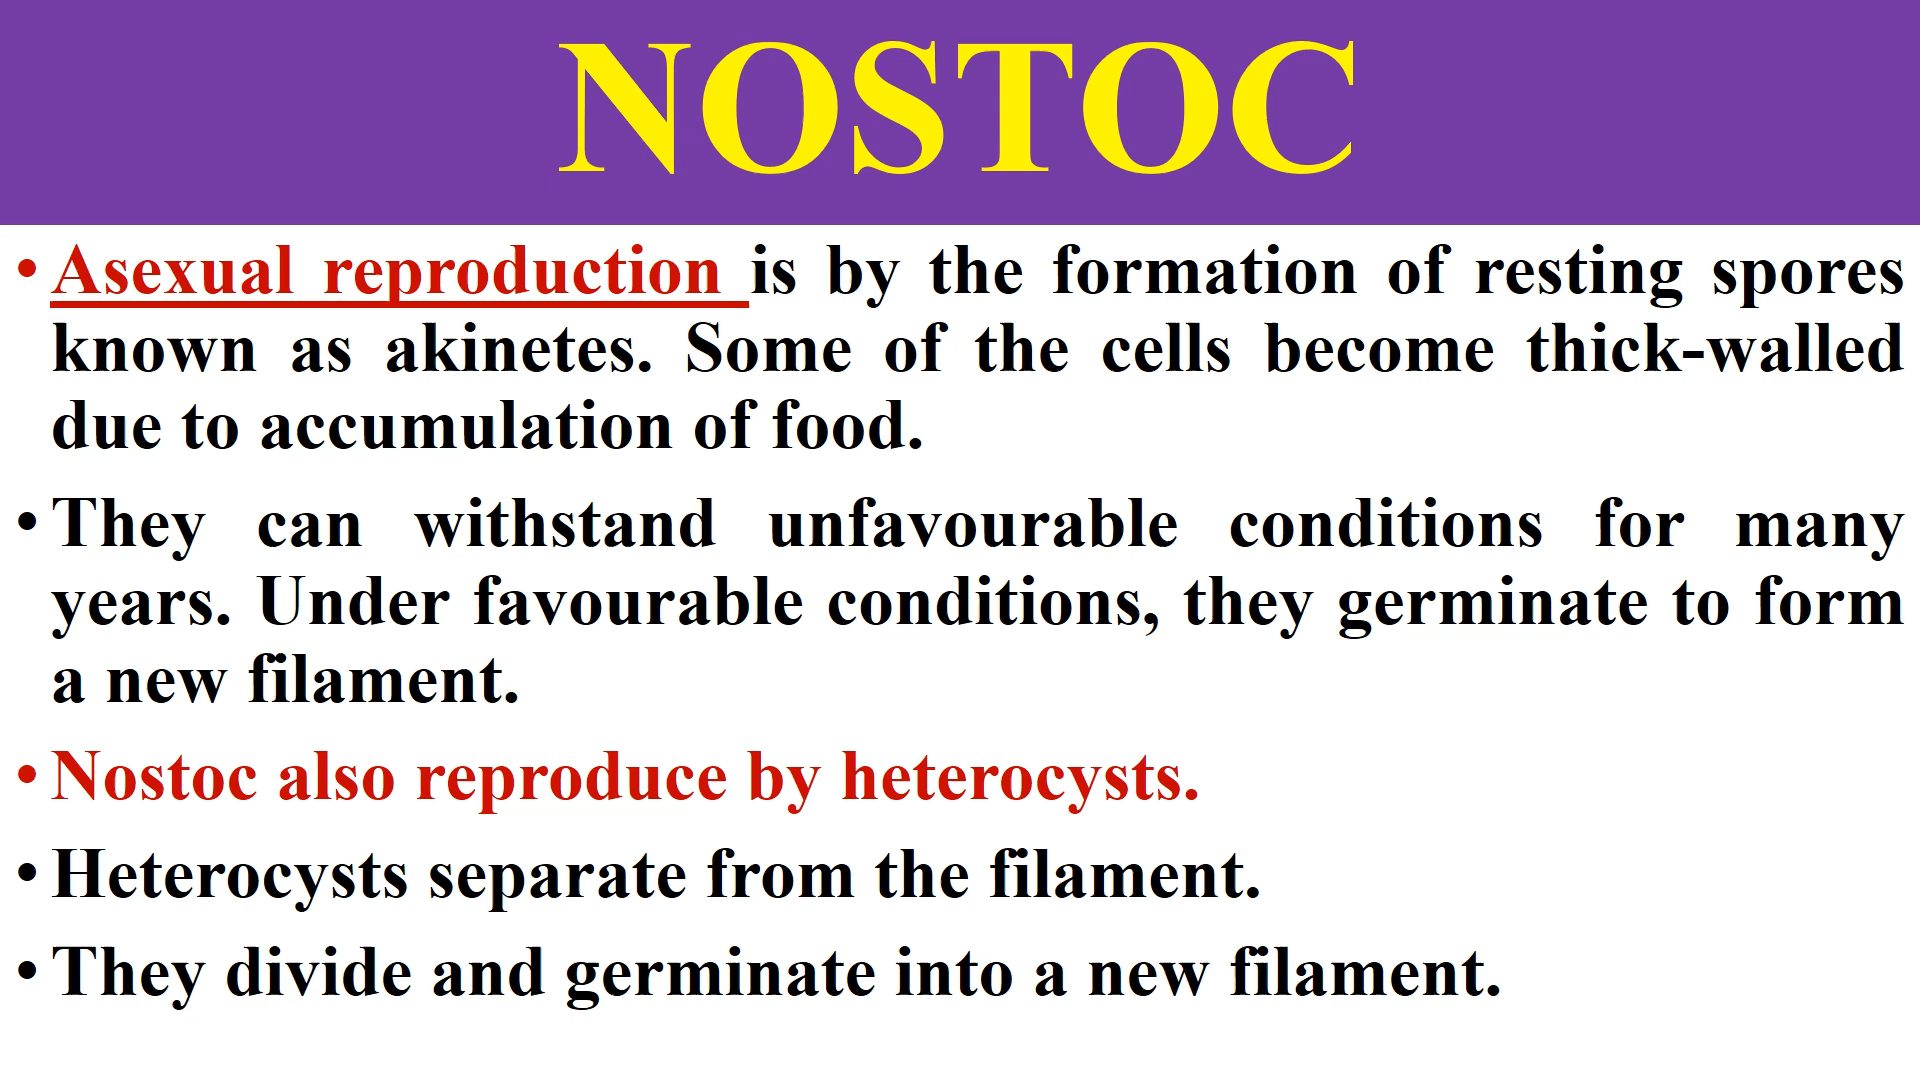 NOSTOC
• Asexual reproduction is by the formation of resting spores
known as akinetes. Some of the cells become thick-walled
due to accumulation of food.
• They can withstand unfavourable conditions for many
years. Under favourable conditions, they germinate to form
a new filament.
• Nostoc also reproduce by heterocysts.
• Heterocysts separate from the filament.
• They divide and germinate into a new filament.